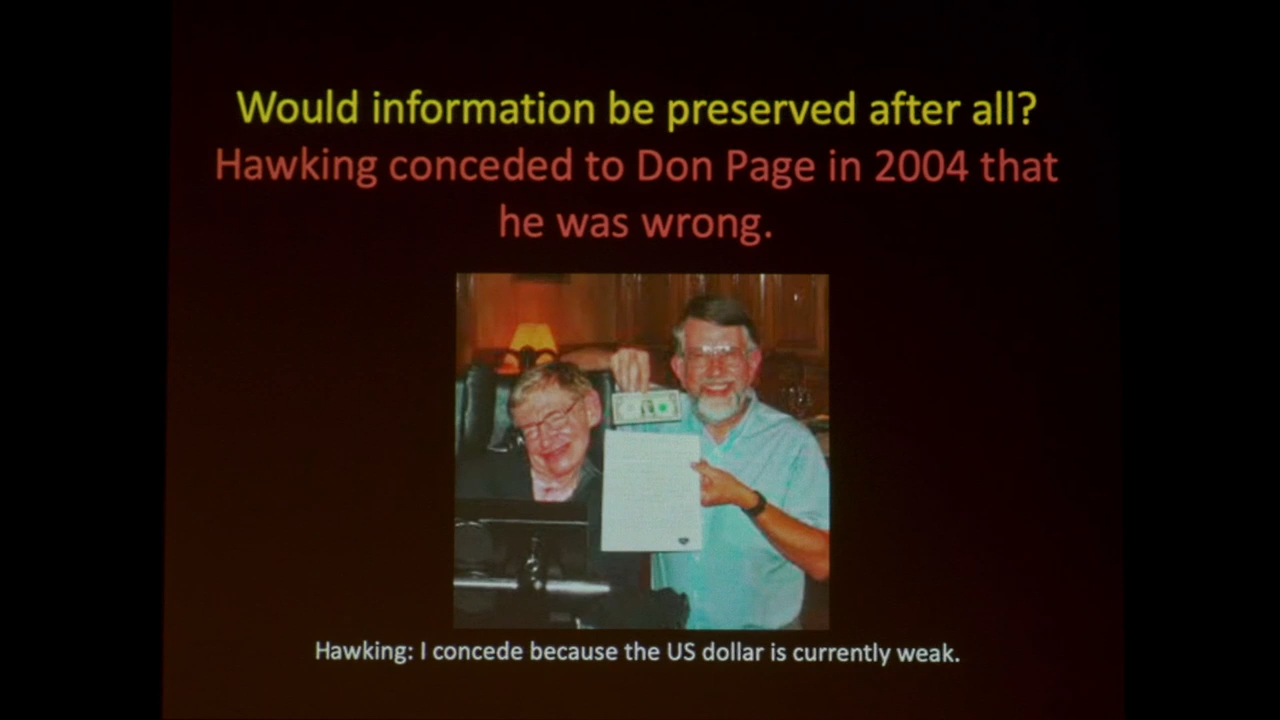 Would information be preserved after all?
Hawking conceded to Don Page in 2004 that
he was wrong.
Hawking: I concede because the US dollar is currently weak.